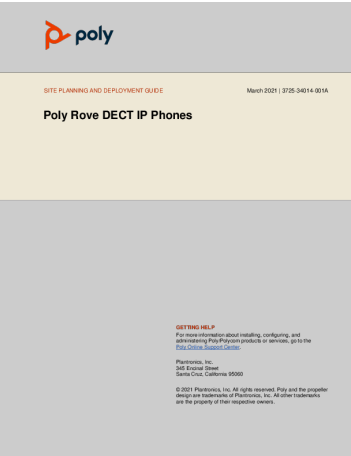 poly
SITE PLANNING AND DEPLOYMENT GUIDE
March 2021 | 3725-34014-001A
Poly Rove DECT IP Phones
GETTING HELP
For more information about installing, configuring, and
administering Poly/Polycom products or services, go to the
Poly Online Support Center.
Plantronics, Inc.
345 Encinal Street
Santa Cruz, California 95060
© 2021 Plantronics, Inc. All rights reserved. Poly and the propeller
design are trademarks of Plantronics, Inc. All other trademarks
are the property of their respective owners.